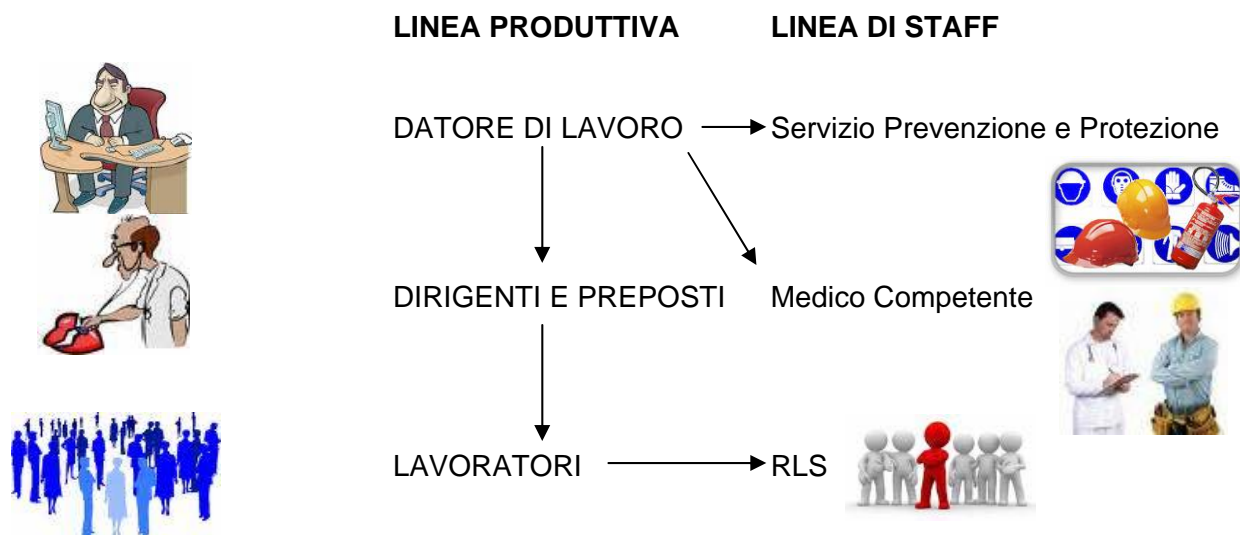 LINEA PRODUTTIVA LINEA DI STAFF
DATORE DI LAVORO Servizio Prevenzione e Protezione
DIRIGENTI E PREPOSTI Medico Competente
LAVORATORI RLS